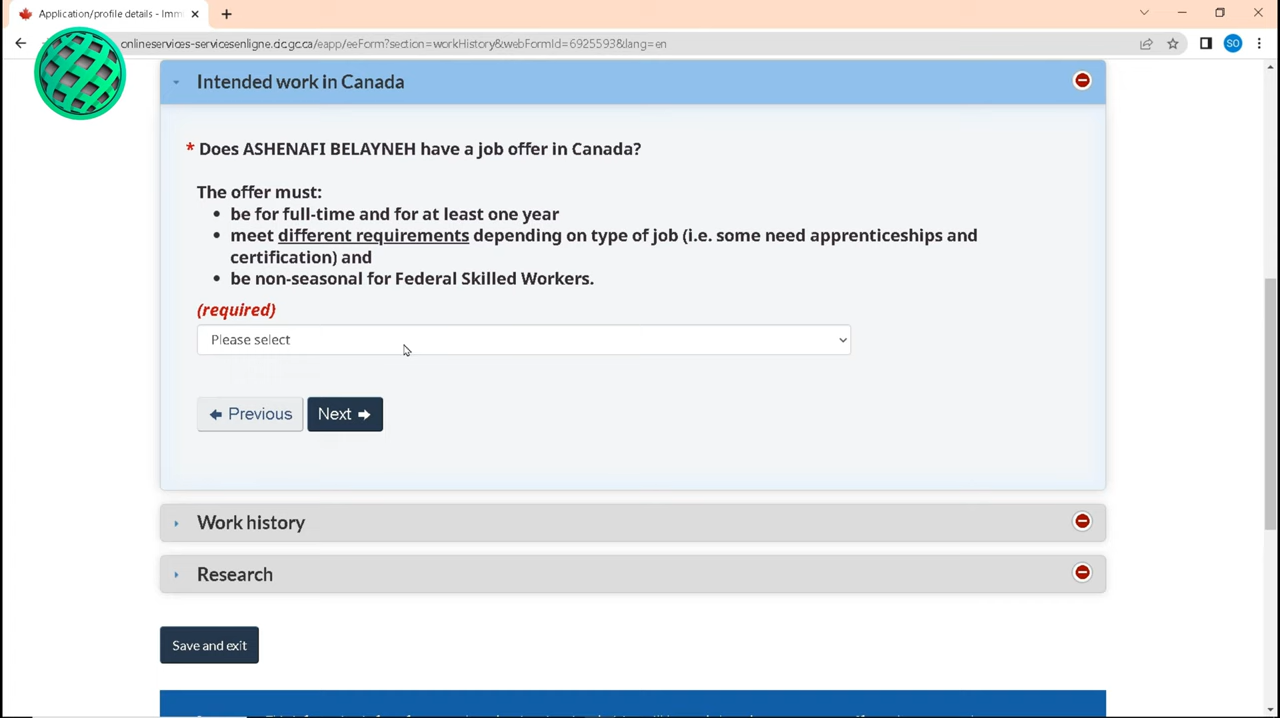 Application/profile details - Imm
onlineservices-servicesenligne.cic.gc.ca/eapp/eeForm?section=workHistory&webFormId=6925593&lang=en
SO
Intended work in Canada
* Does ASHENAFI BELAYNEH have a job offer in Canada?
The offer must:
• be for full-time and for at least one year
• meet different requirements depending on type of job (i.e. some need apprenticeships and
certification) and
• be non-seasonal for Federal Skilled Workers.
(required)
Please select
Previous
Next
Work history
Research
Save and exit